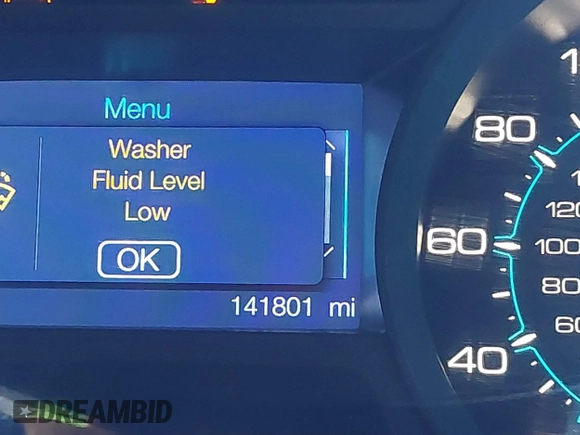 Menu
Washer
Fluid Level
Low
OK
141801 mi
80
60
40
120
100
80
60
DREAMBID